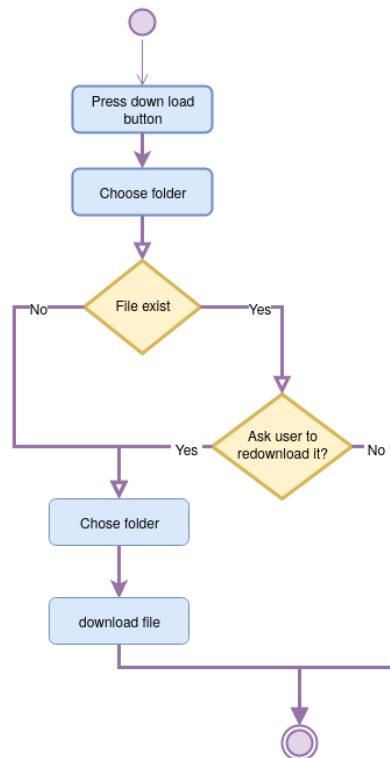 Press down load
button
Choose folder
File exist
No
Yes
Ask user to
redownload it?
Yes
No
Chose folder
download file